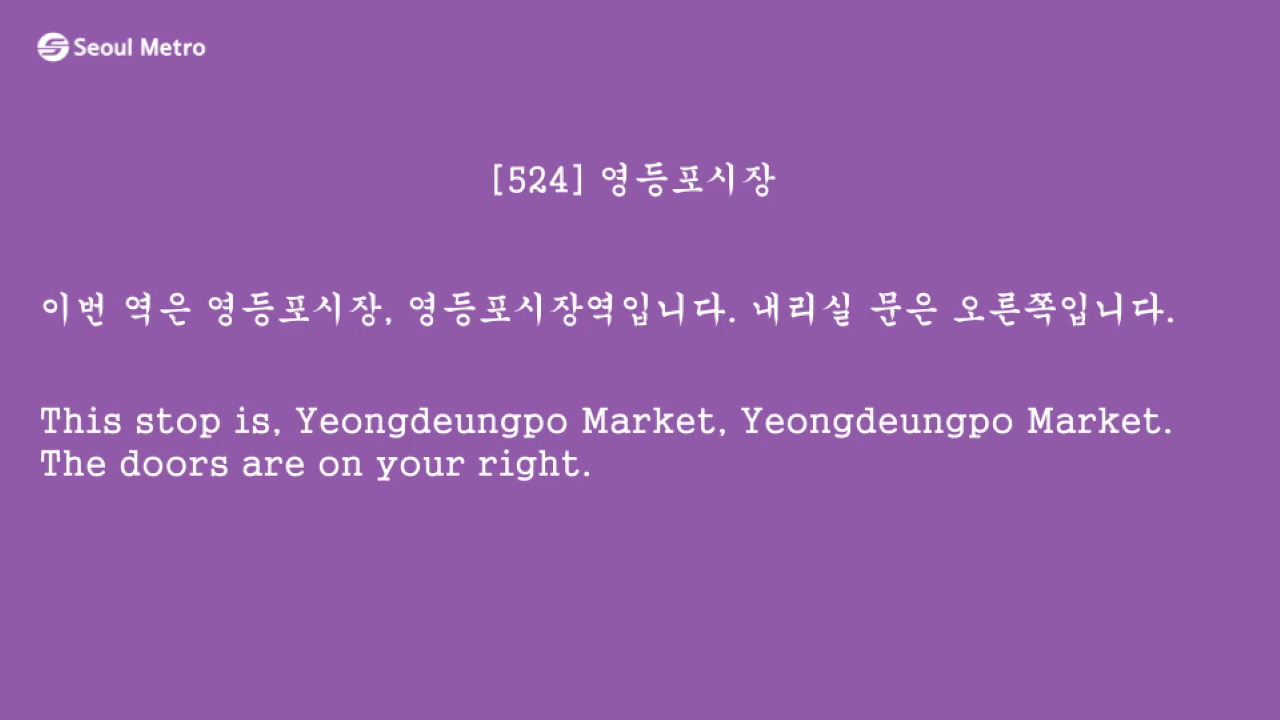 Seoul Metro
[524] 영등포시장
이번 역은 영등포시장, 영등포시장역입니다. 내리실 문은 오른쪽입니다.
This stop is, Yeongdeungpo Market, Yeongdeungpo Market.
The doors are on your right.